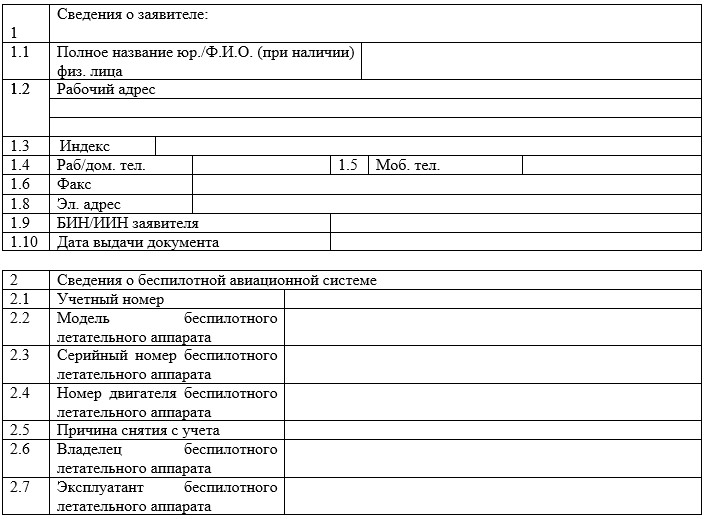 Сведения о заявителе:
1
1.1 Полное название юр./Ф.И.О. (при наличии)
физ. лица
1.2 Рабочий адрес
1.3 Индекс
1.4 Раб/дом. тел. 1.5 Моб. тел.
1.6 Факс
1.8 Эл. адрес
1.9 БИН/ИИН заявителя
1.10 Дата выдачи документа
2 Сведения о беспилотной авиационной системе
2.1 Учетный номер
2.2 Модель беспилотного
летательного аппарата
2.3 Серийный номер беспилотного
летательного аппарата
2.4 Номер двигателя беспилотного
летательного аппарата
2.5 Причина снятия с учета
2.6 Владелец беспилотного
летательного аппарата
2.7 Эксплуатант беспилотного
летательного аппарата